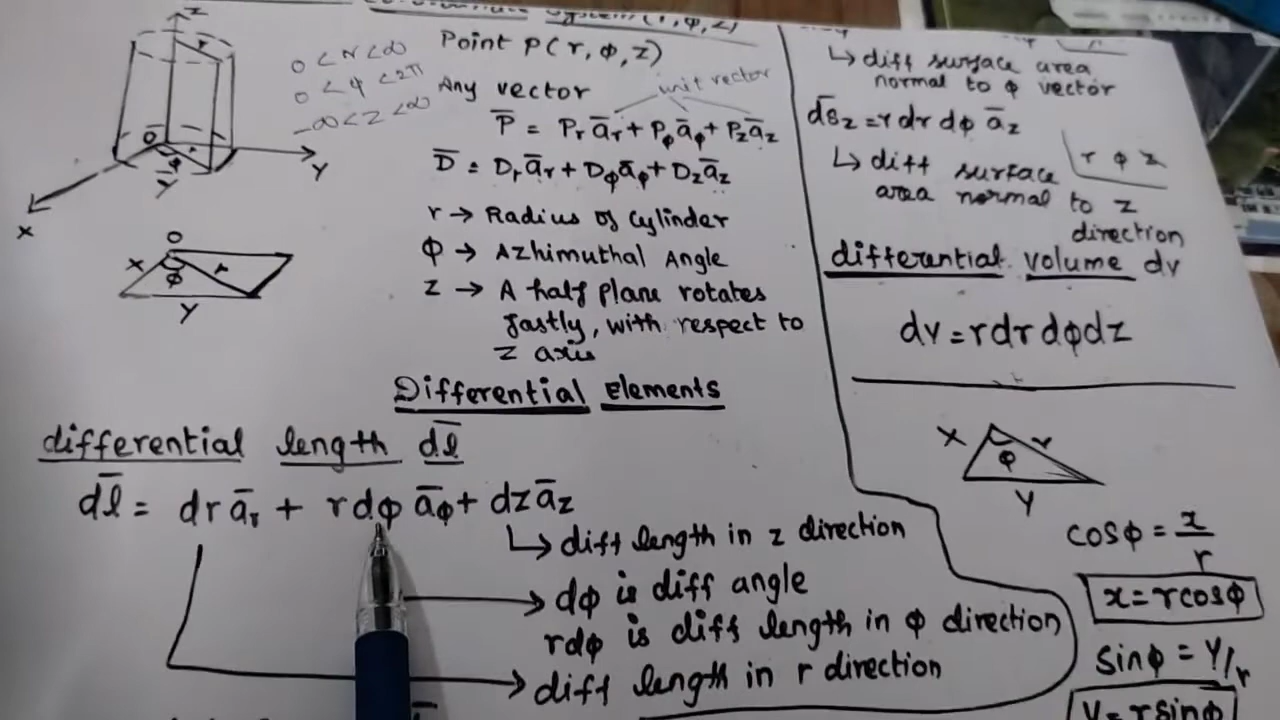 System (r, φ, z)
Point P(r, φ, z)
z
r
0 < r < ∞
0 < φ < 2π
-∞ < z < ∞
Any vector
unit vector
P̄ = Pr ār + Pφ āφ + Pz āz
D̄ = Dr ār + Dφ āφ + Dz āz
O
φ
Y
Y
X
r → Radius of cylinder
φ → Azhimuthal Angle
z → A half plane rotates
fastly, with respect to
z axis
O
X
φ
r
Y
Differential Elements
differential length dl̄
dl̄ = dr ār + r dφ āφ + dz āz
↳ diff length in z direction
→ dφ is diff angle
rdφ is diff length in φ direction
→ diff length in r direction
↳ diff surface area
normal to φ vector
ds̄z = r dr dφ āz
r φ z
↳ diff surface
area normal to z
direction
differential volume dv
dv = r dr dφ dz
X
r
φ
Y
cosφ = x/r
x = r cosφ
sinφ = y/r
y = r sinφ